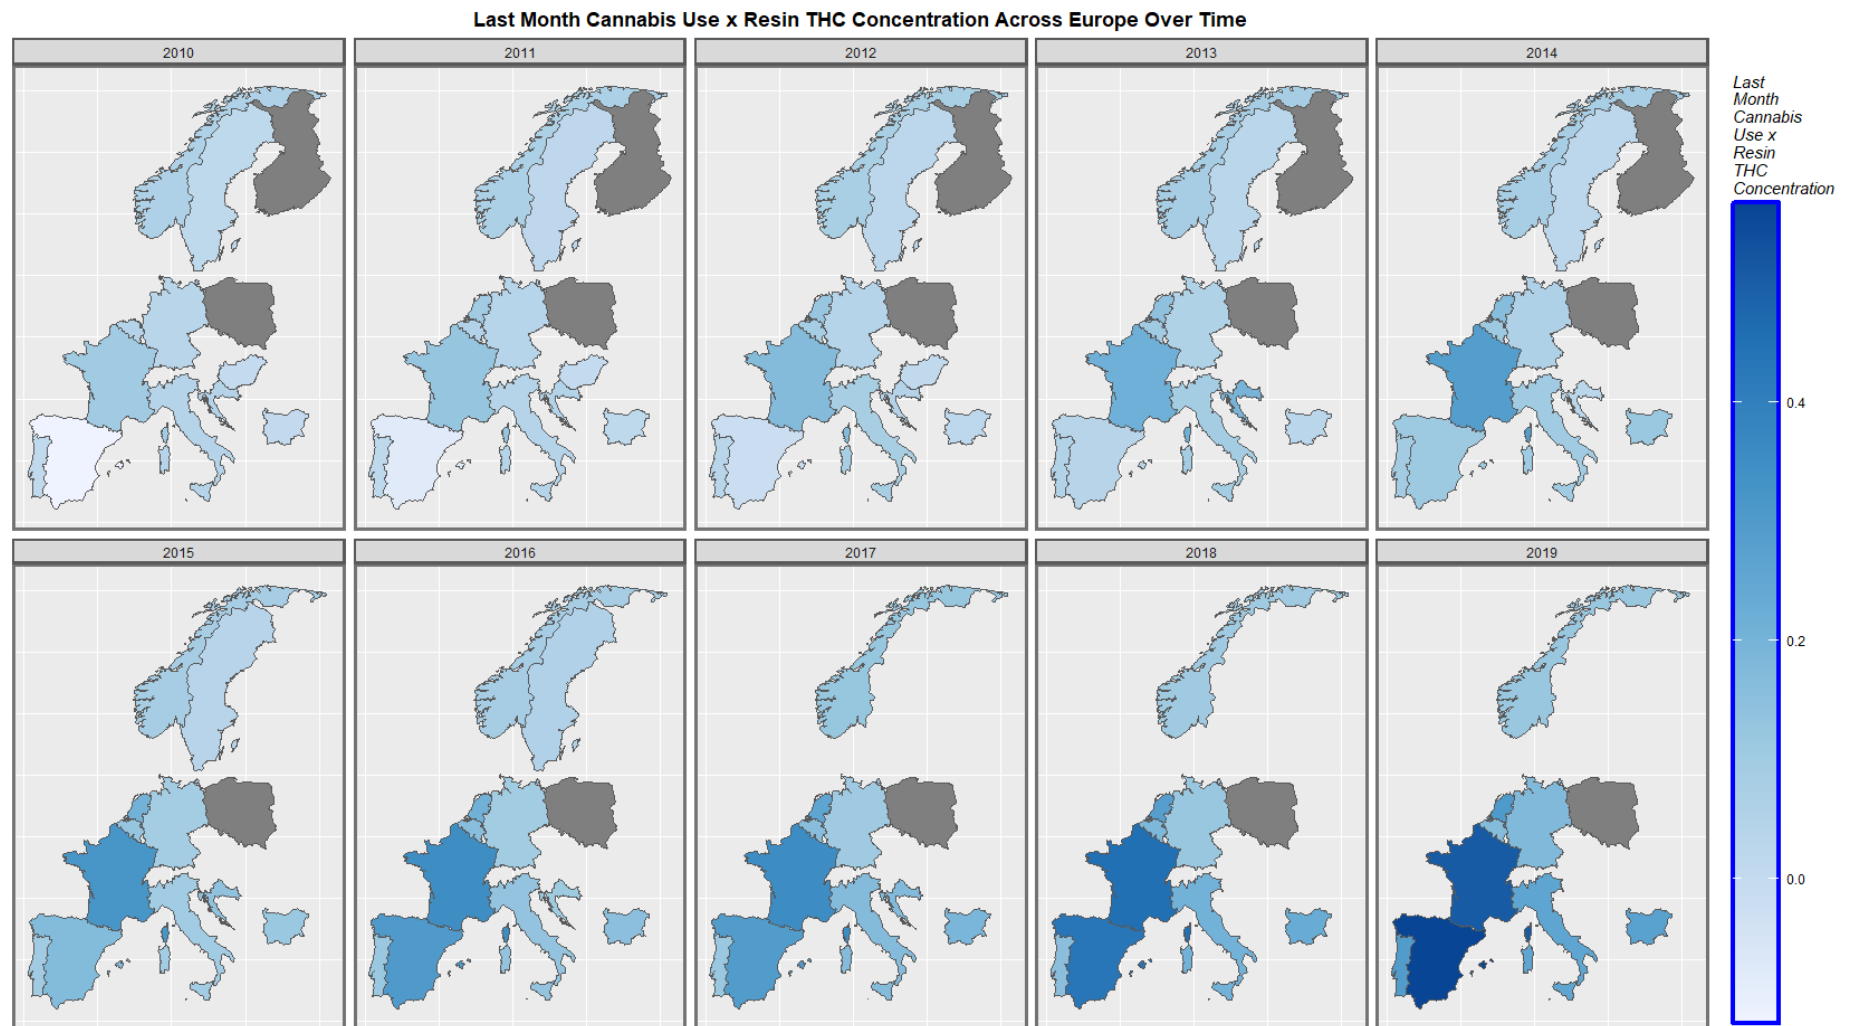 Last Month Cannabis Use x Resin THC Concentration Across Europe Over Time
2010
2011
2012
2013
2014
Last
Month
Cannabis
Use x
Resin
THC
Concentration
0.4
0.2
0.0
2015
2016
2017
2018
2019